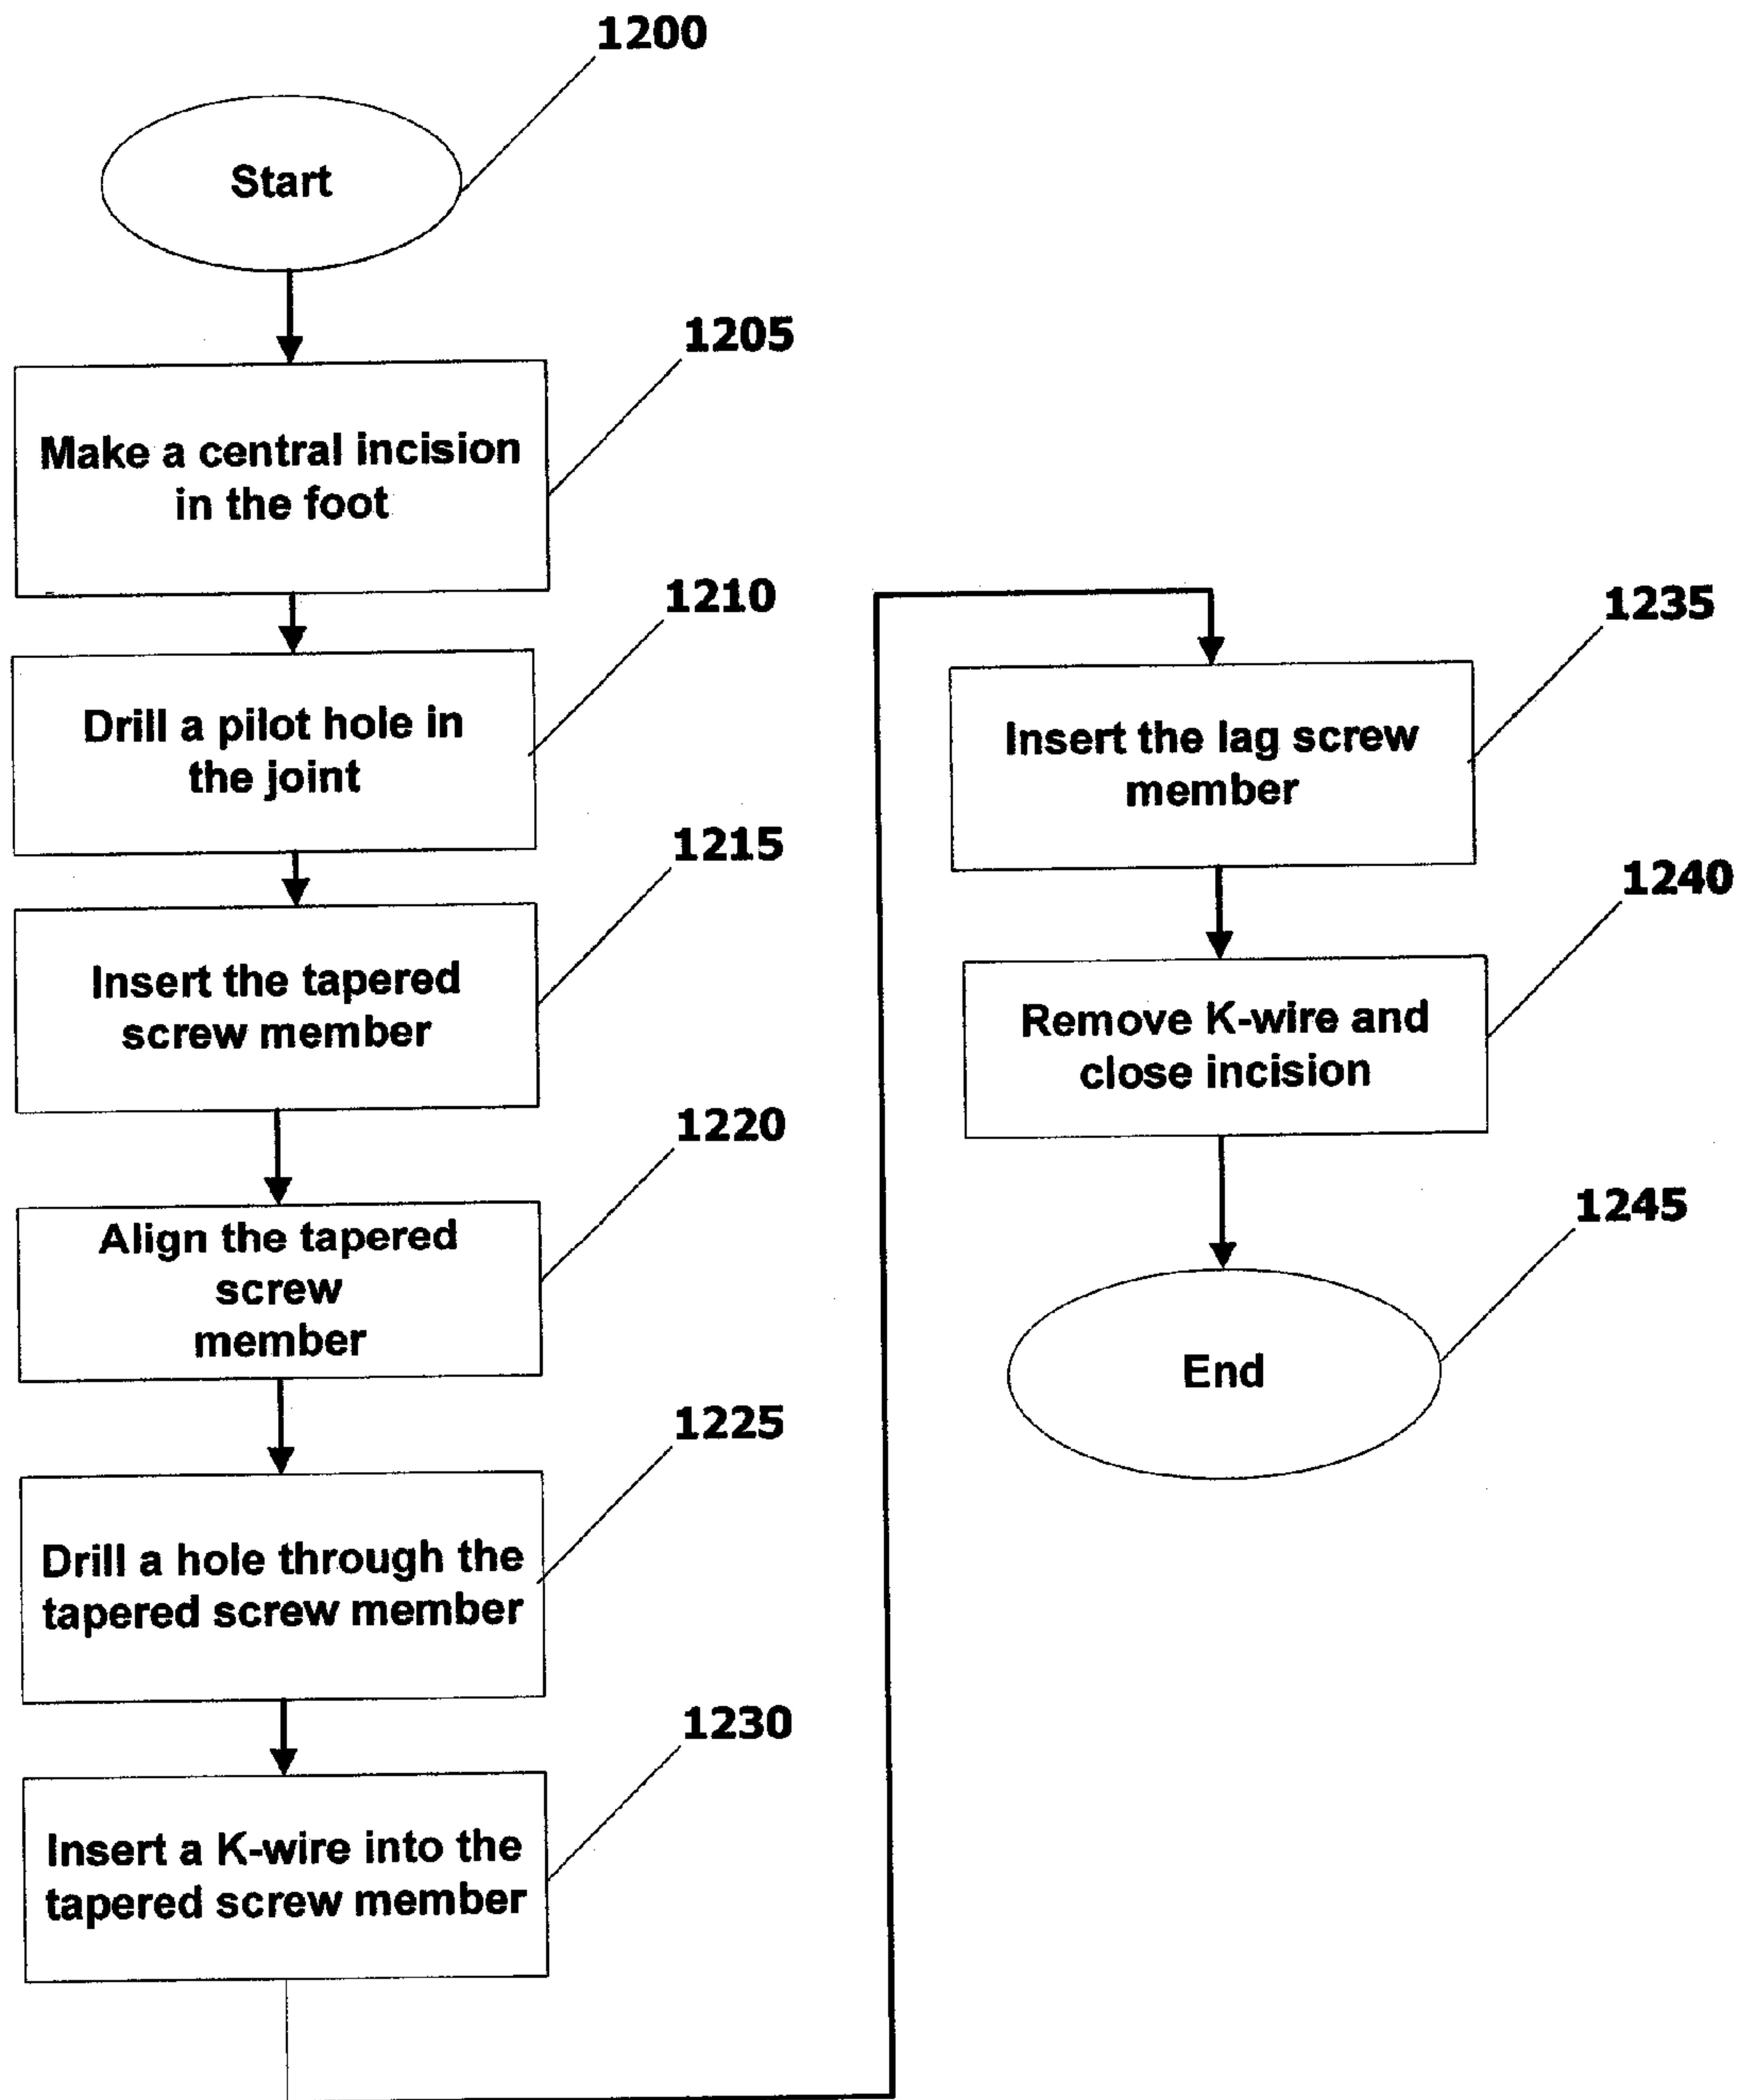 1200
Start
1205
Make a central incision
in the foot
1210
Drill a pilot hole in
the joint
1215
Insert the tapered
screw member
1220
Align the tapered
screw
member
1225
Drill a hole through the
tapered screw member
1230
Insert a K-wire into the
tapered screw member
1235
Insert the lag screw
member
1240
Remove K-wire and
close incision
1245
End